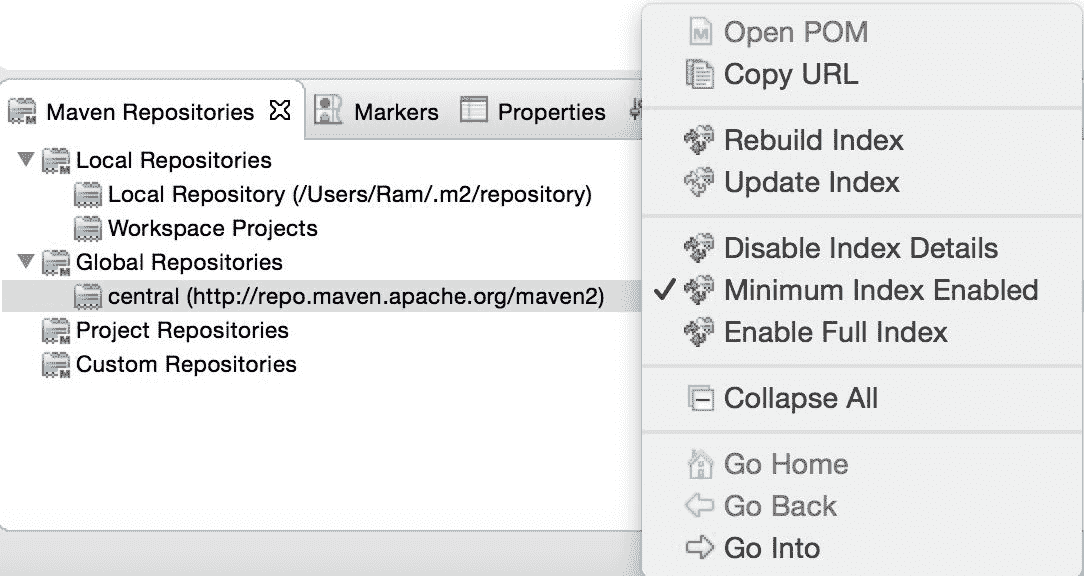 Maven Repositories
Markers
Properties
Local Repositories
Local Repository (/Users/Ram/.m2/repository)
Workspace Projects
Global Repositories
central (http://repo.maven.apache.org/maven2)
Project Repositories
Custom Repositories
Open POM
Copy URL
Rebuild Index
Update Index
Disable Index Details
Minimum Index Enabled
Enable Full Index
Collapse All
Go Home
Go Back
Go Into